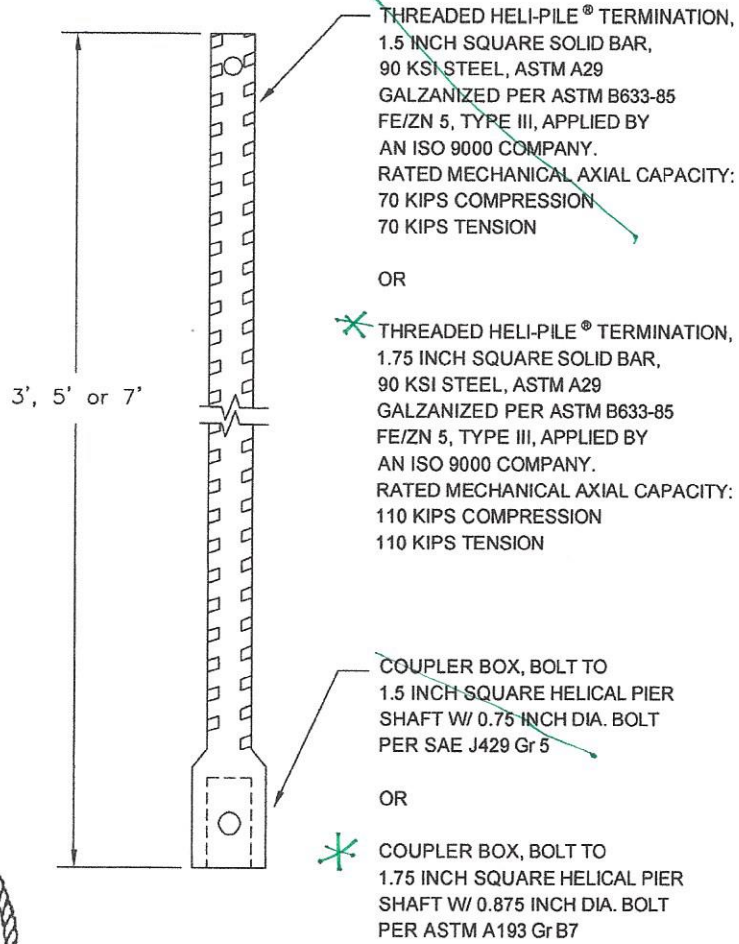 THREADED HELI-PILE ® TERMINATION,
1.5 INCH SQUARE SOLID BAR,
90 KSI STEEL, ASTM A29
GALZANIZED PER ASTM B633-85
FE/ZN 5, TYPE III, APPLIED BY
AN ISO 9000 COMPANY.
RATED MECHANICAL AXIAL CAPACITY:
70 KIPS COMPRESSION
70 KIPS TENSION
OR
THREADED HELI-PILE ® TERMINATION,
1.75 INCH SQUARE SOLID BAR,
90 KSI STEEL, ASTM A29
GALZANIZED PER ASTM B633-85
FE/ZN 5, TYPE III, APPLIED BY
AN ISO 9000 COMPANY.
RATED MECHANICAL AXIAL CAPACITY:
110 KIPS COMPRESSION
110 KIPS TENSION
3', 5' or 7'
COUPLER BOX, BOLT TO
1.5 INCH SQUARE HELICAL PIER
SHAFT W/ 0.75 INCH DIA. BOLT
PER SAE J429 Gr 5
OR
COUPLER BOX, BOLT TO
1.75 INCH SQUARE HELICAL PIER
SHAFT W/ 0.875 INCH DIA. BOLT
PER ASTM A193 Gr B7